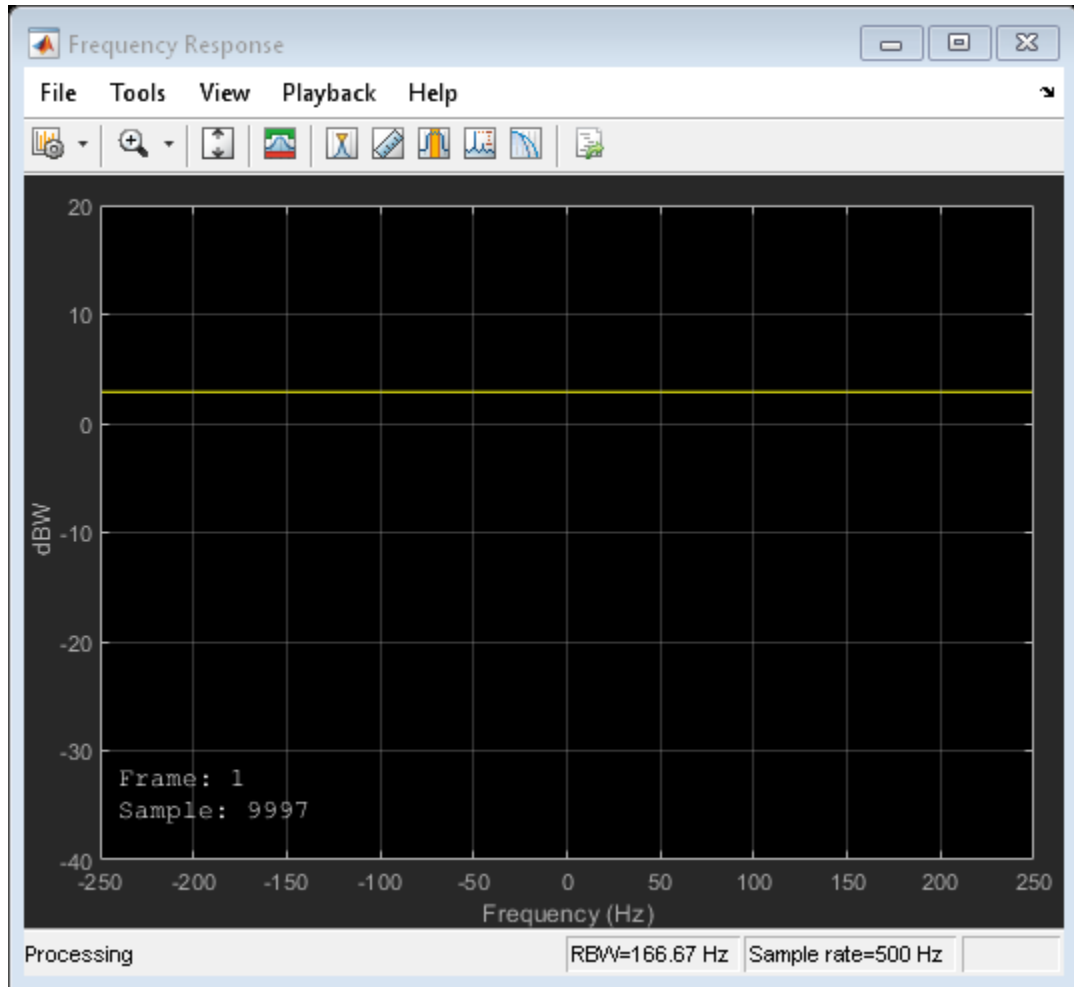 Frequency Response
File Tools View Playback Help
20
10
0
-10
-20
-30
-40
dBW
Frame: 1
Sample: 9997
-250 -200 -150 -100 -50 0 50 100 150 200 250
Frequency (Hz)
Processing RBW=166.67 Hz Sample rate=500 Hz